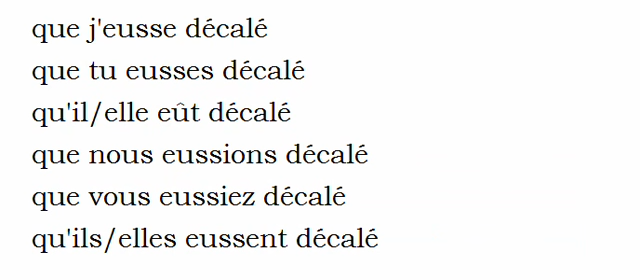 que j'eusse décalé
que tu eusses décalé
qu'il/elle eût décalé
que nous eussions décalé
que vous eussiez décalé
qu'ils/elles eussent décalé